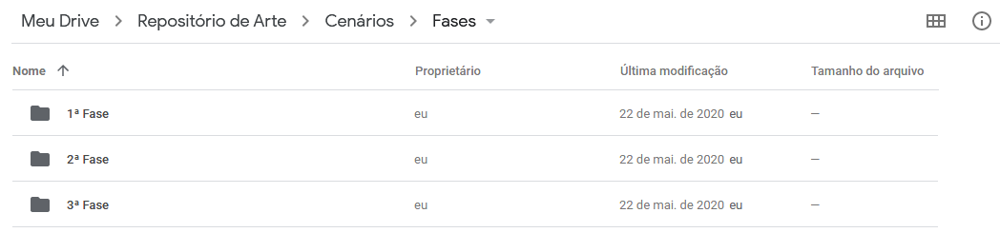 Meu Drive > Repositório de Arte > Cenários > Fases
Nome Proprietário Última modificação Tamanho do arquivo
1ª Fase eu 22 de mai. de 2020 eu —
2ª Fase eu 22 de mai. de 2020 eu —
3ª Fase eu 22 de mai. de 2020 eu —